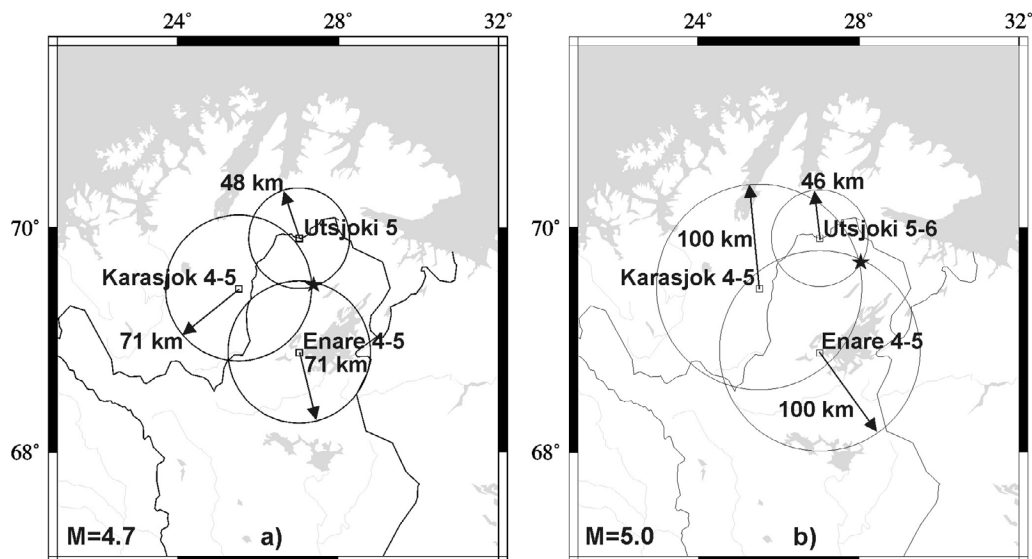 24° 28° 32°
24° 28° 32°
48 km
Utsjoki 5
70°
Karasjok 4-5
71 km
Enare 4-5
71 km
68°
M=4.7 a)
46 km
Utsjoki 5-6
70°
100 km
Karasjok 4-5
Enare 4-5
100 km
68°
M=5.0 b)